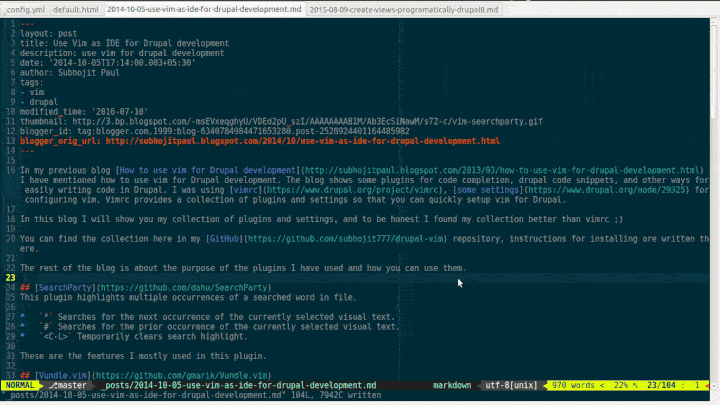 _config.yml default.html 2014-10-05-use-vim-as-ide-for-drupal-development.md 2015-08-09-create-views-programatically-drupal8.md
1 ---
2 layout: post
3 title: Use Vim as IDE for Drupal development
4 description: use vim for drupal development
5 date: '2014-10-05T17:14:00.003+05:30'
6 author: Subhojit Paul
7 tags:
8 - vim
9 - drupal
10 modified_time: '2016-07-10'
11 thumbnail: http://3.bp.blogspot.com/-msEVxeqghyU/VDEd2pU_szI/AAAAAAAAB1M/Ab3EcSiNawM/s72-c/vim-searchparty.gif
12 blogger_id: tag:blogger.com,1999:blog-6340784984471653280.post-2528924401164485982
13 blogger_orig_url: http://subhojitpaul.blogspot.com/2014/10/use-vim-as-ide-for-drupal-development.html
14 ---
15
16 In my previous blog [How to use vim for Drupal development](http://subhojitpaul.blogspot.com/2013/03/how-to-use-vim-for-drupal-development.html)
I have mentioned how to use vim for Drupal development. The blog shows some plugins for code completion, drupal code snippets, and other ways for
easily writing code in Drupal. I was using [vimrc](https://www.drupal.org/project/vimrc), [some settings](https://www.drupal.org/node/29325) for
configuring vim. Vimrc provides a collection of plugins and settings so that you can quickly setup vim for Drupal.
17
18 In this blog I will show you my collection of plugins and settings, and to be honest I found my collection better than vimrc ;)
19
20 You can find the collection here in my [GitHub](https://github.com/subhojit777/drupal-vim) repository, instructions for installing are written th
ere.
21
22 The rest of the blog is about the purpose of the plugins I have used and how you can use them.
23
24 ## [SearchParty](https://github.com/dahu/SearchParty)
25 This plugin highlights multiple occurrences of a searched word in file.
26
27 * `*` Searches for the next occurrence of the currently selected visual text.
28 * `#` Searches for the prior occurrence of the currently selected visual text.
29 * `<C-L>` Temporarily clears search highlight.
30
31 These are the features I mostly used in this plugin.
32
33 ## [Vundle.vim](https://github.com/gmarik/Vundle.vim)
NORMAL master _posts/2014-10-05-use-vim-as-ide-for-drupal-development.md markdown utf-8[unix] 970 words < 22% 23/104 : 1
"_posts/2014-10-05-use-vim-as-ide-for-drupal-development.md" 104L, 7942C written